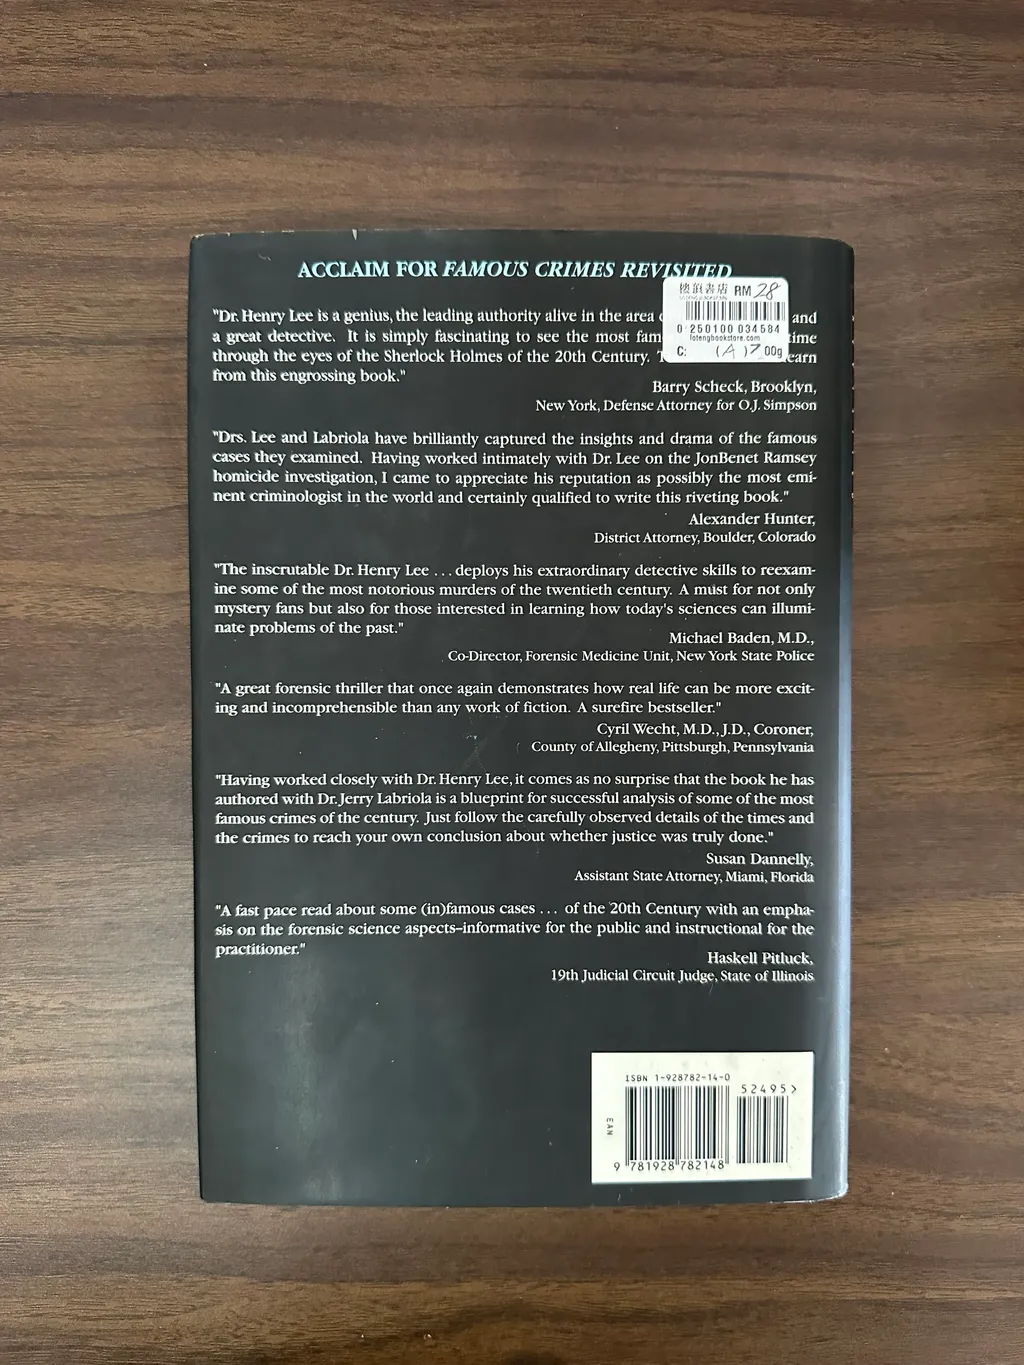 ACCLAIM FOR FAMOUS CRIMES REVISITED
樓頂書店 RM 28
0 250100 034584
fotengbookstore.com
C: (A) 7 00g
"Dr. Henry Lee is a genius, the leading authority alive in the area and
a great detective. It is simply fascinating to see the most time
through the eyes of the Sherlock Holmes of the 20th Century.
from this engrossing book."
Barry Scheck, Brooklyn,
New York, Defense Attorney for O.J. Simpson
"Drs. Lee and Labriola have brilliantly captured the insights and drama of the famous
cases they examined. Having worked intimately with Dr. Lee on the JonBenet Ramsey
homicide investigation, I came to appreciate his reputation as possibly the most emi-
nent criminologist in the world and certainly qualified to write this riveting book."
Alexander Hunter,
District Attorney, Boulder, Colorado
"The inscrutable Dr. Henry Lee . . . deploys his extraordinary detective skills to reexam-
ine some of the most notorious murders of the twentieth century. A must for not only
mystery fans but also for those interested in learning how today's sciences can illumi-
nate problems of the past."
Michael Baden, M.D.,
Co-Director, Forensic Medicine Unit, New York State Police
"A great forensic thriller that once again demonstrates how real life can be more excit-
ing and incomprehensible than any work of fiction. A surefire bestseller."
Cyril Wecht, M.D., J.D., Coroner,
County of Allegheny, Pittsburgh, Pennsylvania
"Having worked closely with Dr. Henry Lee, it comes as no surprise that the book he has
authored with Dr. Jerry Labriola is a blueprint for successful analysis of some of the most
famous crimes of the century. Just follow the carefully observed details of the times and
the crimes to reach your own conclusion about whether justice was truly done."
Susan Dannelly,
Assistant State Attorney, Miami, Florida
"A fast pace read about some (in)famous cases . . . of the 20th Century with an empha-
sis on the forensic science aspects–informative for the public and instructional for the
practitioner."
Haskell Pitluck,
19th Judicial Circuit Judge, State of Illinois
ISBN 1-928782-14-0
52495>
EAN
9 781928 782148